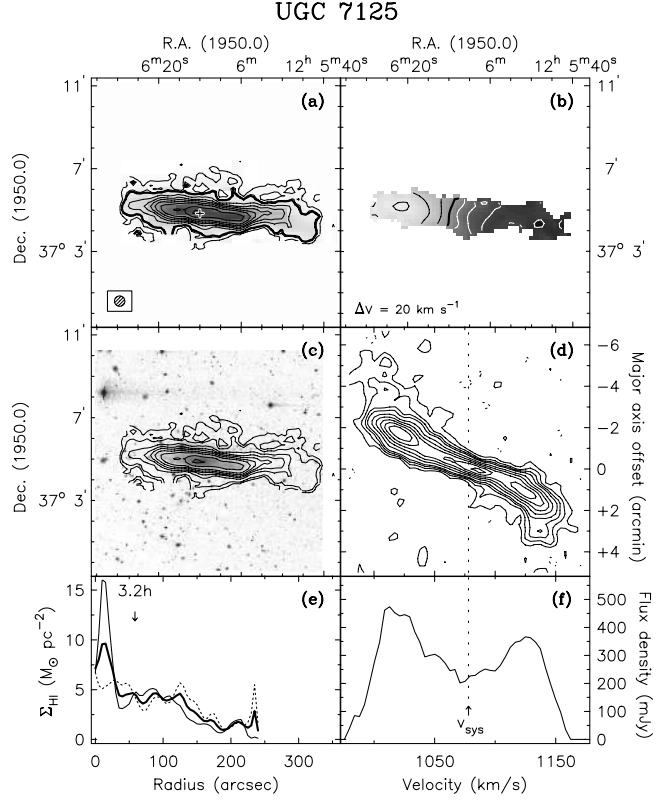 UGC 7125
R.A. (1950.0) R.A. (1950.0)
6ᵐ20ˢ 6ᵐ 12ʰ 5ᵐ40ˢ 6ᵐ20ˢ 6ᵐ 12ʰ 5ᵐ40ˢ
11' (a) (b) 11'
7' 7'
Dec. (1950.0)
37° 3' 37° 3'
ΔV = 20 km s⁻¹
11' (c) (d) -6
-4
7' -2
Dec. (1950.0) 0 Major axis offset (arcmin)
37° 3' +2
+4
(e) (f)
3.2h
15 500
400
10 300
Σ_HI (M_⊙ pc⁻²) Flux density (mJy)
5 200
100
V_sys
0 0
0 100 200 300 1050 1150
Radius (arcsec) Velocity (km/s)